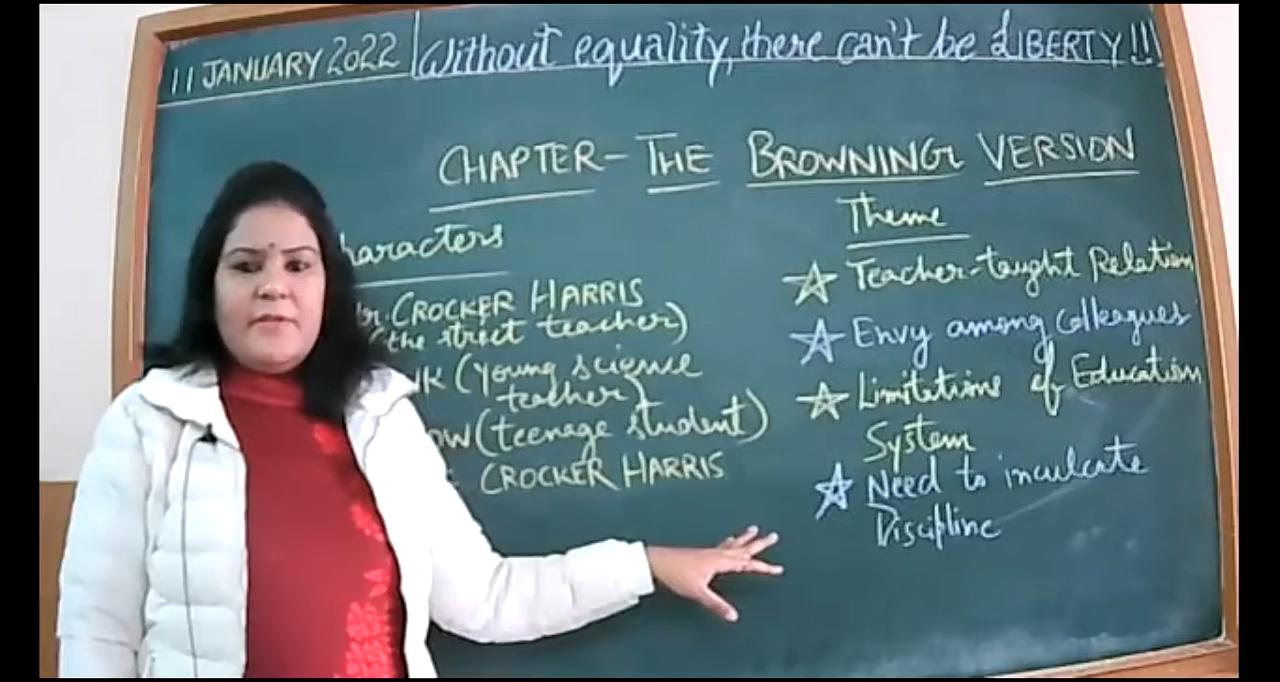 11 JANUARY 2022 Without equality, there can't be LIBERTY!!
CHAPTER - THE BROWNING VERSION
haracters
r. CROCKER HARRIS
(the strict teacher)
NK (young science
teacher)
OW (teenage student)
CROCKER HARRIS
Theme
☆ Teacher-taught Relation
☆ Envy among colleagues
☆ Limitations of Education
System
☆ Need to inculcate
Discipline